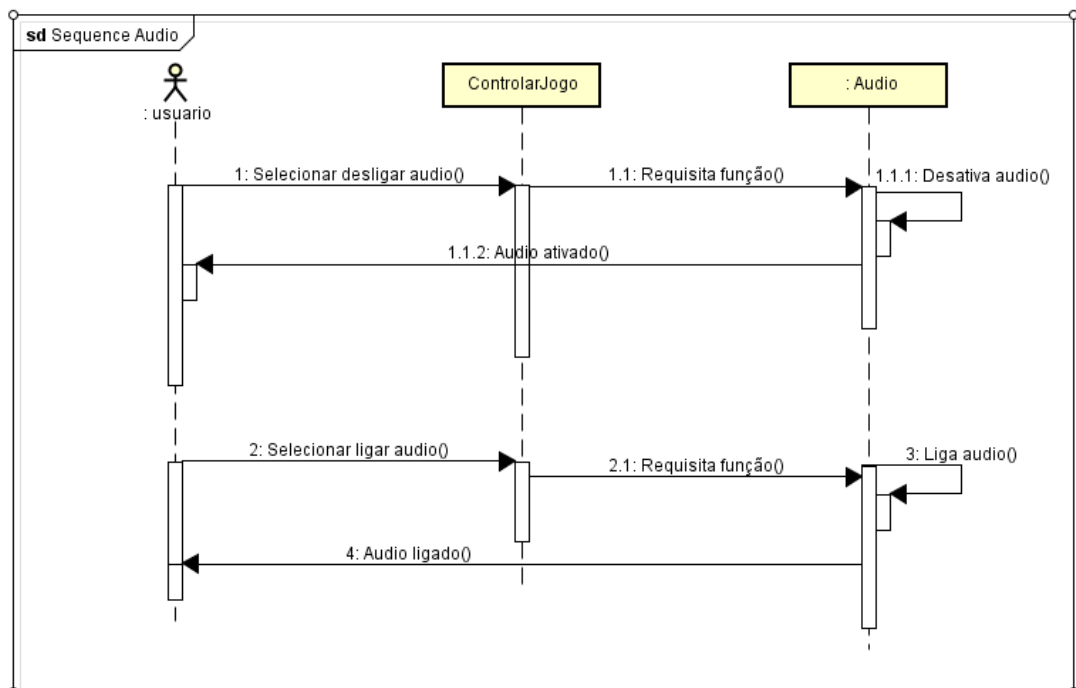 sd Sequence Audio
: usuario
ControlarJogo
: Audio
1: Selecionar desligar audio()
1.1: Requisita função()
1.1.1: Desativa audio()
1.1.2: Audio ativado()
2: Selecionar ligar audio()
2.1: Requisita função()
3: Liga audio()
4: Audio ligado()